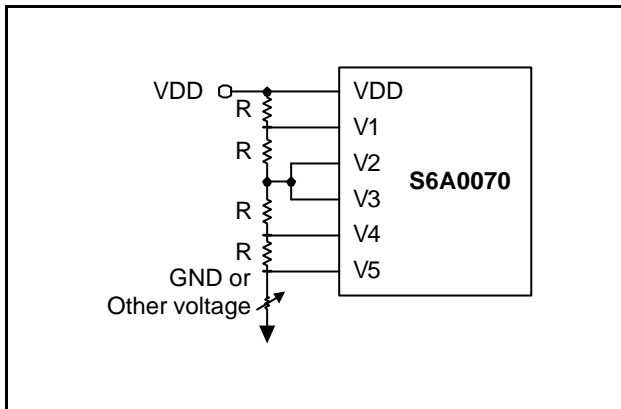 VDD VDD
R
V1
R
V2
S6A0070
V3
R
V4
R
V5
GND or
Other voltage